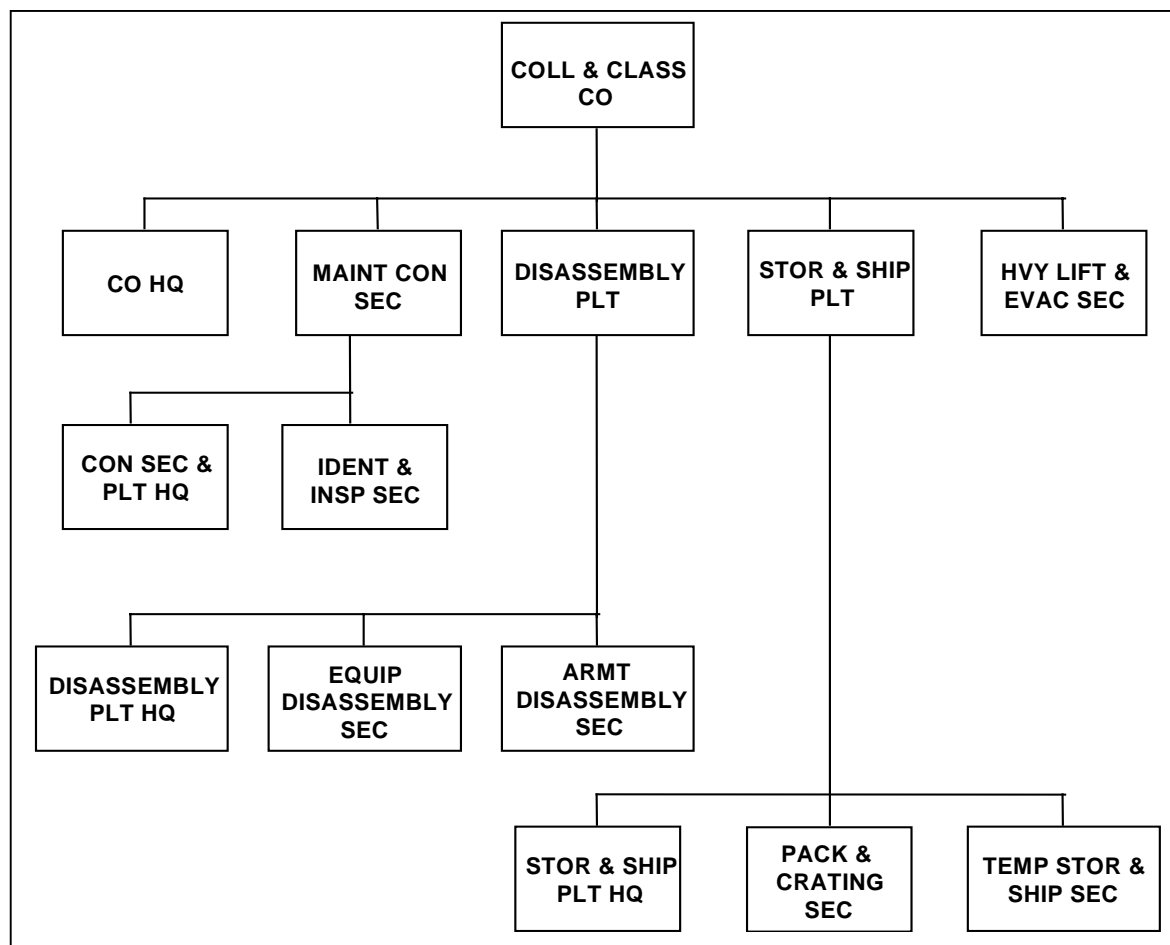 COLL & CLASS
CO
CO HQ
MAINT CON
SEC
DISASSEMBLY
PLT
STOR & SHIP
PLT
HVY LIFT &
EVAC SEC
CON SEC &
PLT HQ
IDENT &
INSP SEC
DISASSEMBLY
PLT HQ
EQUIP
DISASSEMBLY
SEC
ARMT
DISASSEMBLY
SEC
STOR & SHIP
PLT HQ
PACK &
CRATING
SEC
TEMP STOR &
SHIP SEC